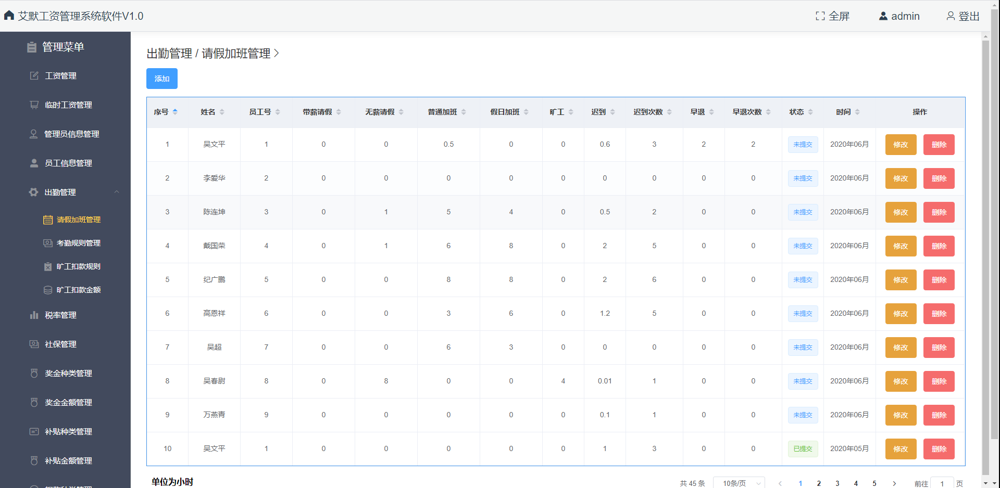 艾默工资管理系统软件V1.0 全屏 admin 登出
管理菜单
工资管理
临时工资管理
管理员信息管理
员工信息管理
出勤管理
请假加班管理
考勤规则管理
旷工扣款规则
旷工扣款金额
税率管理
社保管理
奖金种类管理
奖金金额管理
补贴种类管理
补贴金额管理
出勤管理 / 请假加班管理
添加
序号 姓名 员工号 带薪请假 无薪请假 普通加班 假日加班 旷工 迟到 迟到次数 早退 早退次数 状态 时间 操作
1 吴文平 1 0 0 0.5 0 0 0.6 3 2 2 未提交 2020年06月 修改 删除
2 李爱华 2 0 0 0 0 0 0 0 0 0 未提交 2020年06月 修改 删除
3 陈连坤 3 0 1 5 4 0 0.5 2 0 0 未提交 2020年06月 修改 删除
4 戴国荣 4 0 1 6 8 0 2 5 0 0 未提交 2020年06月 修改 删除
5 纪广鹏 5 0 0 8 8 0 2 6 0 0 未提交 2020年06月 修改 删除
6 高恩祥 6 0 0 3 6 0 1.2 5 0 0 未提交 2020年06月 修改 删除
7 吴超 7 0 0 6 3 0 0 0 0 0 未提交 2020年06月 修改 删除
8 吴春尉 8 0 8 0 0 4 0.01 1 0 0 未提交 2020年06月 修改 删除
9 万燕青 9 0 0 0 0 0 0.1 1 0 0 未提交 2020年06月 修改 删除
10 吴文平 1 0 0 0 0 0 1 3 0 0 已提交 2020年05月 修改 删除
单位为小时 共 45 条 10条/页 1 2 3 4 5 前往 1 页